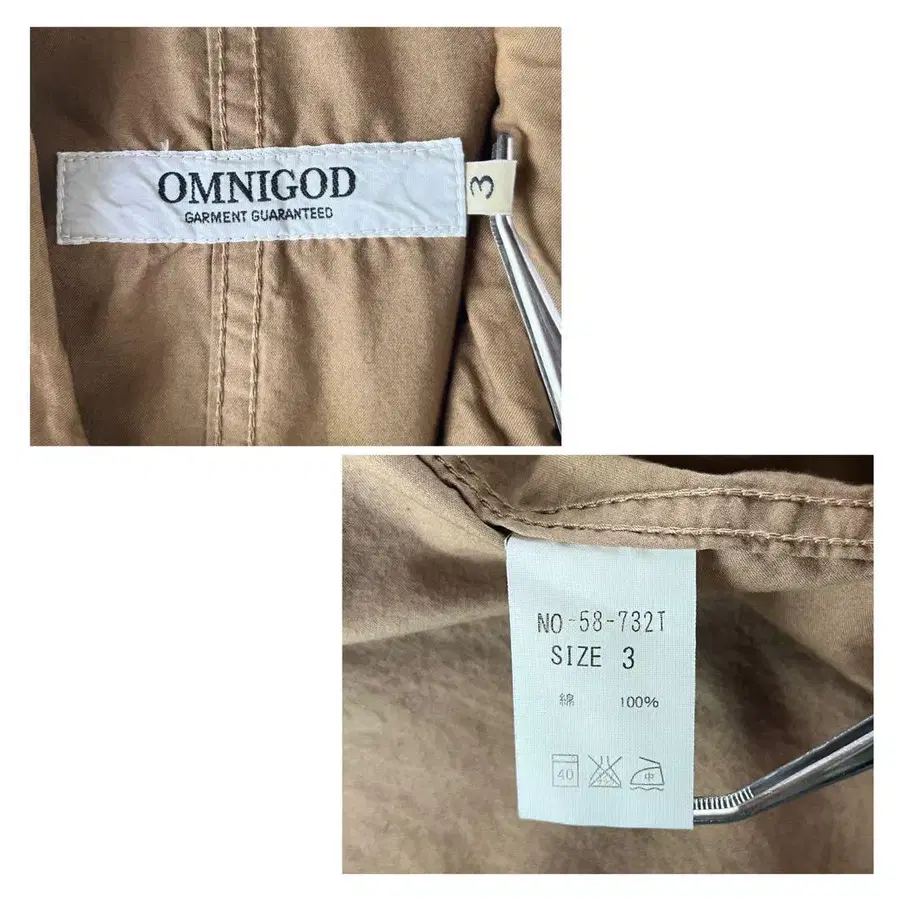 OMNIGOD
GARMENT GUARANTEED
3
NO-58-732T
SIZE 3
綿 100%
40
中